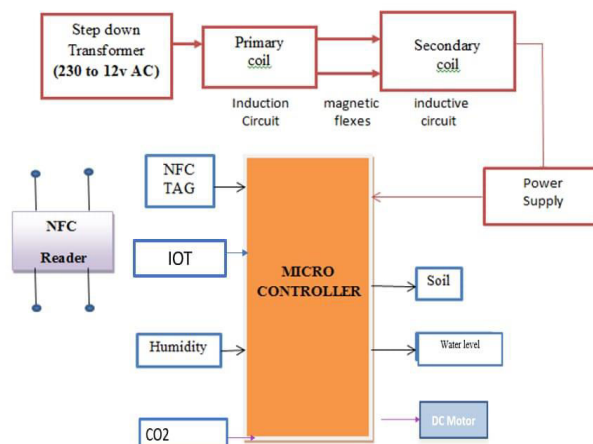 Step down
Transformer
(230 to 12v AC)
Primary
coil
Secondary
coil
Induction
Circuit
magnetic
flexes
inductive
circuit
NFC
TAG
Power
Supply
NFC
Reader
IOT
MICRO
CONTROLLER
Soil
Humidity
Water level
CO2
DC Motor